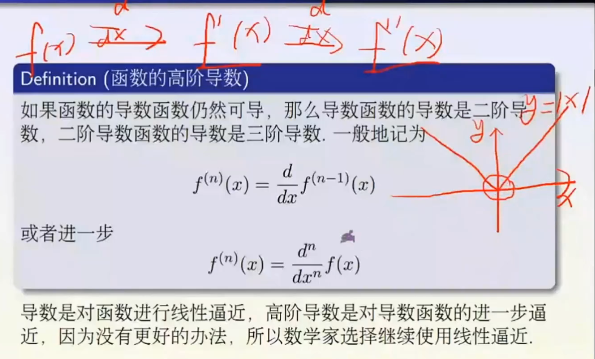 f(x) d/dx→ f'(x) d/dx→ f''(x)
Definition (函数的高阶导数)
如果函数的导数函数仍然可导，那么导数函数的导数是二阶导
数，二阶导数函数的导数是三阶导数. 一般地记为
y=|x|
y
x
f^{(n)}(x) = \frac{d}{dx} f^{(n-1)}(x)
或者进一步
f^{(n)}(x) = \frac{d^n}{dx^n} f(x)
导数是对函数进行线性逼近，高阶导数是对导数函数的进一步逼
近，因为没有更好的办法，所以数学家选择继续使用线性逼近.